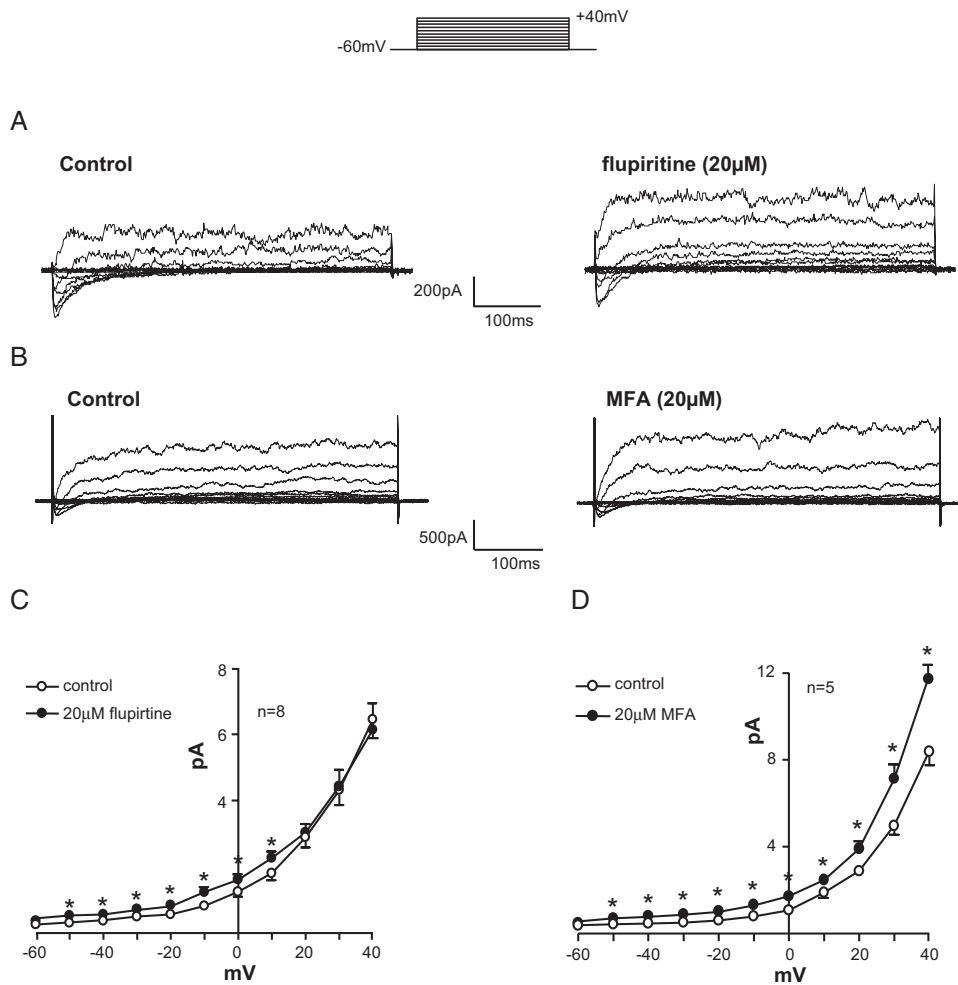 +40mV
-60mV
A
Control
flupiritine (20µM)
200pA
100ms
B
Control
MFA (20µM)
500pA
100ms
C
D
8
control
20µM flupirtine
n=8
6
pA
4
* * * * * * *
-60 -40 -20 0 20 40
mV
control
20µM MFA
12
n=5
pA
8
4
* * * * * * * * * *
-60 -40 -20 0 20 40
mV